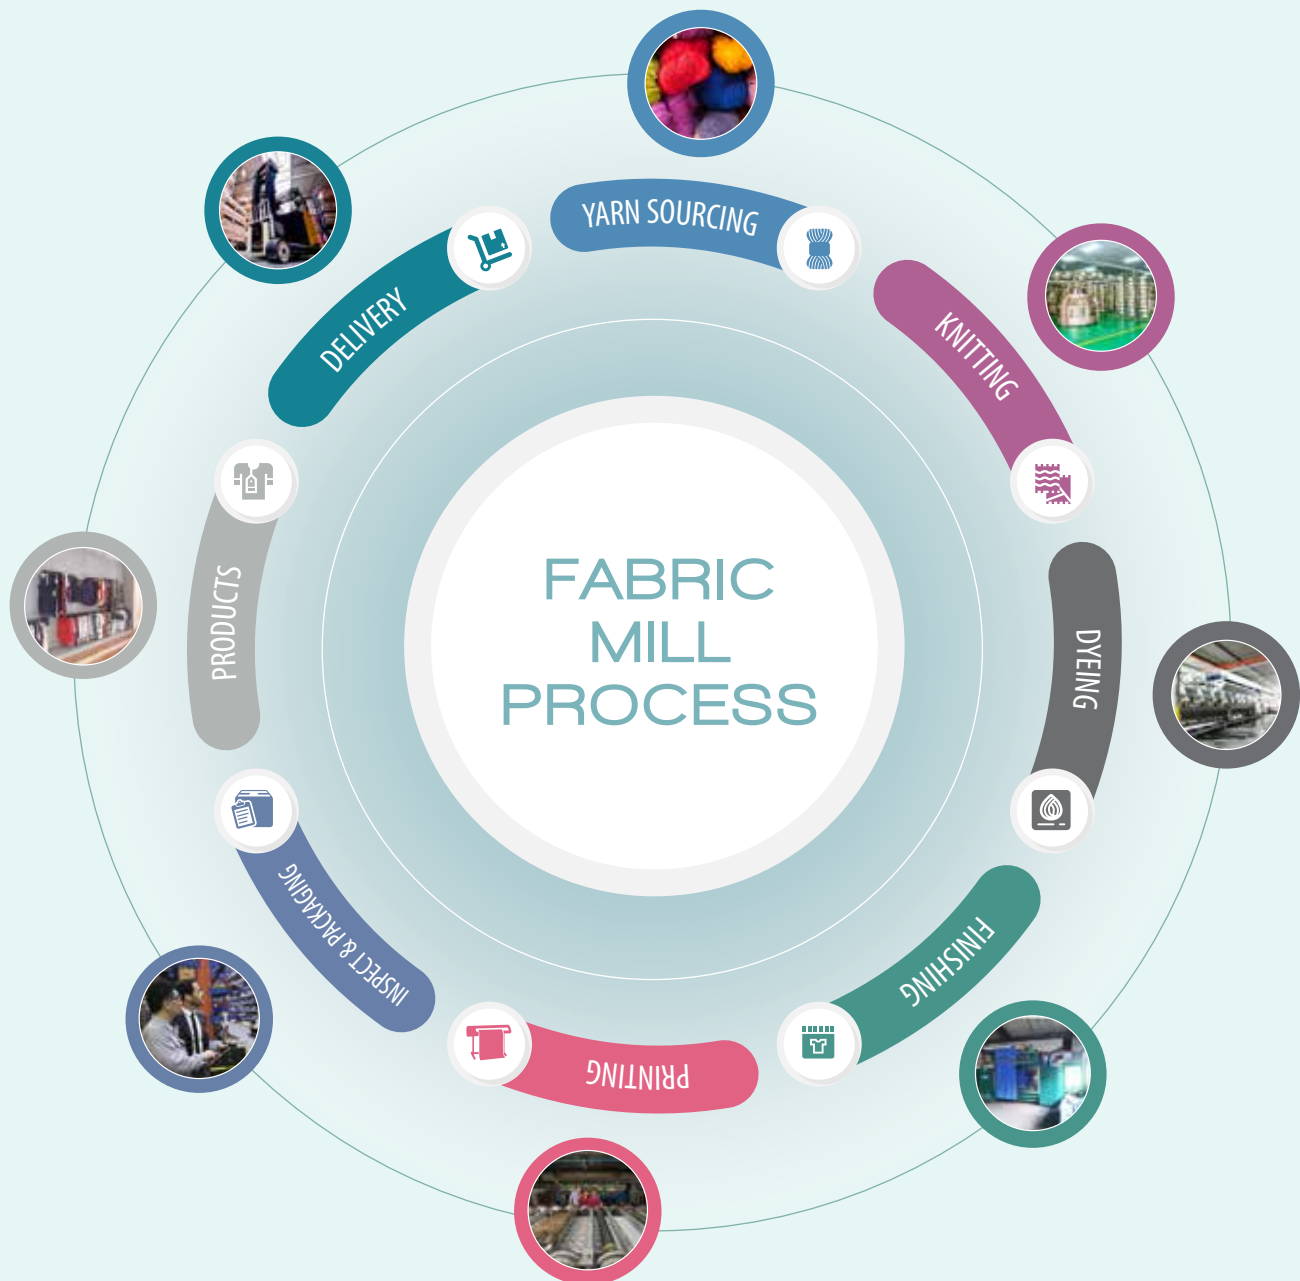 FABRIC
MILL
PROCESS
YARN SOURCING
KNITTING
DYEING
FINISHING
PRINTING
INSPECT & PACKAGING
PRODUCTS
DELIVERY